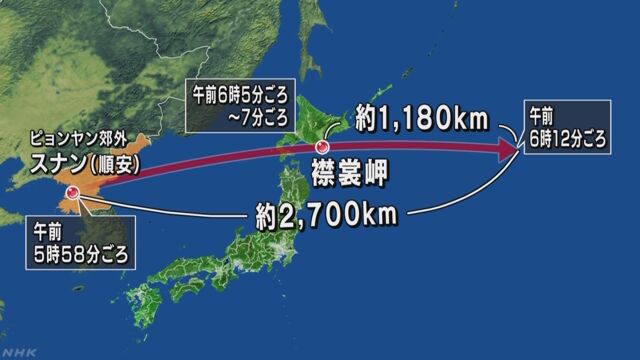 午前6時5分ごろ
～7分ごろ
約1,180km
午前
6時12分ごろ
ピョンヤン郊外
スナン(順安)
襟裳岬
約2,700km
午前
5時58分ごろ
NHK